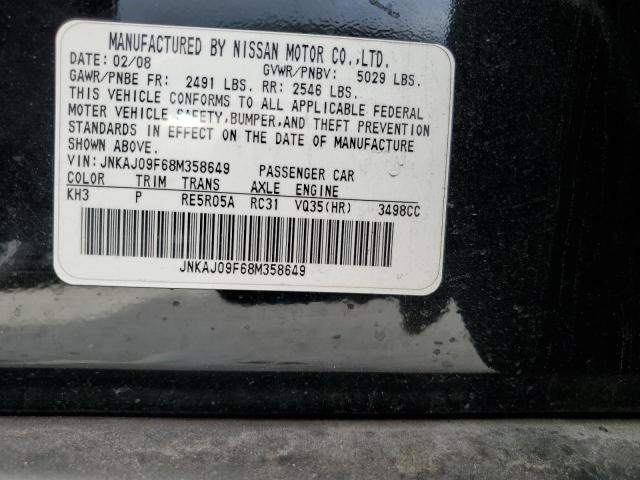 MANUFACTURED BY NISSAN MOTOR CO.,LTD.
DATE: 02/08 GVWR/PNBV: 5029 LBS.
GAWR/PNBE FR: 2491 LBS. RR: 2546 LBS.
THIS VEHICLE CONFORMS TO ALL APPLICABLE FEDERAL
MOTER VEHICLE SAFETY,BUMPER,AND THEFT PREVENTION
STANDARDS IN EFFECT ON THE DATE OF MANUFACTURE
SHOWN ABOVE.
VIN: JNKAJ09F68M358649 PASSENGER CAR
COLOR TRIM TRANS AXLE ENGINE
KH3 P RE5R05A RC31 VQ35(HR) 3498CC
JNKAJ09F68M358649